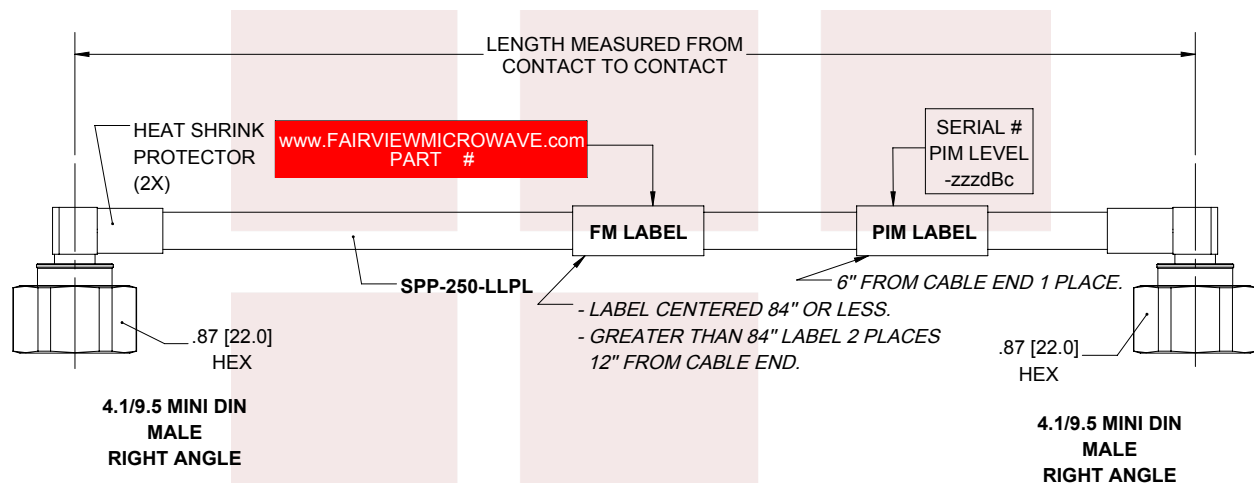 LENGTH MEASURED FROM
CONTACT TO CONTACT
HEAT SHRINK
PROTECTOR
(2X)
www.FAIRVIEWMICROWAVE.com
PART #
SERIAL #
PIM LEVEL
-zzzdBc
FM LABEL
PIM LABEL
SPP-250-LLPL
6" FROM CABLE END 1 PLACE.
- LABEL CENTERED 84" OR LESS.
- GREATER THAN 84" LABEL 2 PLACES
12" FROM CABLE END.
.87 [22.0]
HEX
.87 [22.0]
HEX
4.1/9.5 MINI DIN
MALE
RIGHT ANGLE
4.1/9.5 MINI DIN
MALE
RIGHT ANGLE